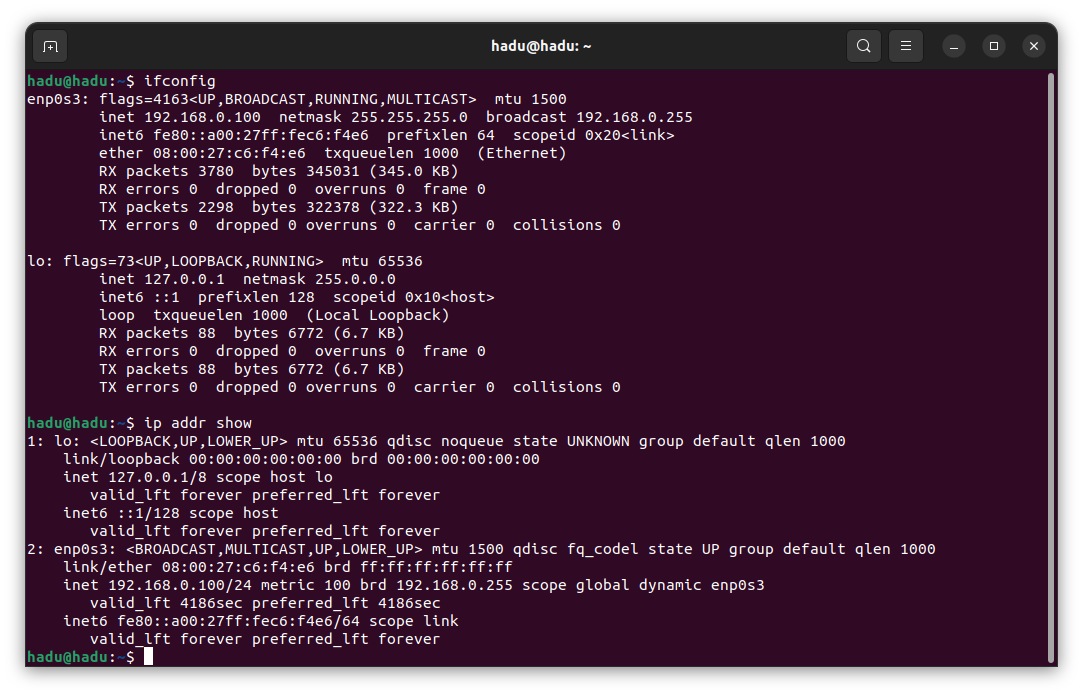 hadu@hadu: ~
hadu@hadu:~$ ifconfig
enp0s3: flags=4163<UP,BROADCAST,RUNNING,MULTICAST>  mtu 1500
        inet 192.168.0.100  netmask 255.255.255.0  broadcast 192.168.0.255
        inet6 fe80::a00:27ff:fec6:f4e6  prefixlen 64  scopeid 0x20<link>
        ether 08:00:27:c6:f4:e6  txqueuelen 1000  (Ethernet)
        RX packets 3780  bytes 345031 (345.0 KB)
        RX errors 0  dropped 0  overruns 0  frame 0
        TX packets 2298  bytes 322378 (322.3 KB)
        TX errors 0  dropped 0 overruns 0  carrier 0  collisions 0

lo: flags=73<UP,LOOPBACK,RUNNING>  mtu 65536
        inet 127.0.0.1  netmask 255.0.0.0
        inet6 ::1  prefixlen 128  scopeid 0x10<host>
        loop  txqueuelen 1000  (Local Loopback)
        RX packets 88  bytes 6772 (6.7 KB)
        RX errors 0  dropped 0  overruns 0  frame 0
        TX packets 88  bytes 6772 (6.7 KB)
        TX errors 0  dropped 0 overruns 0  carrier 0  collisions 0

hadu@hadu:~$ ip addr show
1: lo: <LOOPBACK,UP,LOWER_UP> mtu 65536 qdisc noqueue state UNKNOWN group default qlen 1000
    link/loopback 00:00:00:00:00:00 brd 00:00:00:00:00:00
    inet 127.0.0.1/8 scope host lo
       valid_lft forever preferred_lft forever
    inet6 ::1/128 scope host
       valid_lft forever preferred_lft forever
2: enp0s3: <BROADCAST,MULTICAST,UP,LOWER_UP> mtu 1500 qdisc fq_codel state UP group default qlen 1000
    link/ether 08:00:27:c6:f4:e6 brd ff:ff:ff:ff:ff:ff
    inet 192.168.0.100/24 metric 100 brd 192.168.0.255 scope global dynamic enp0s3
       valid_lft 4186sec preferred_lft 4186sec
    inet6 fe80::a00:27ff:fec6:f4e6/64 scope link
       valid_lft forever preferred_lft forever
hadu@hadu:~$